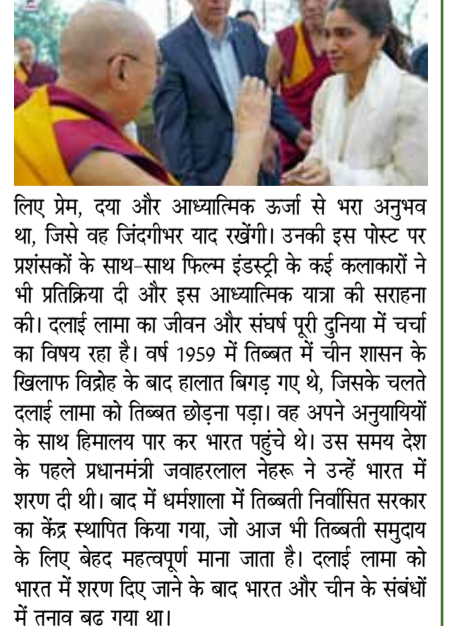 लिए प्रेम, दया और आध्यात्मिक ऊर्जा से भरा अनुभव
था, जिसे वह जिंदगीभर याद रखेंगी। उनकी इस पोस्ट पर
प्रशंसकों के साथ-साथ फिल्म इंडस्ट्री के कई कलाकारों ने
भी प्रतिक्रिया दी और इस आध्यात्मिक यात्रा की सराहना
की। दलाई लामा का जीवन और संघर्ष पूरी दुनिया में चर्चा
का विषय रहा है। वर्ष 1959 में तिब्बत में चीन शासन के
खिलाफ विद्रोह के बाद हालात बिगड़ गए थे, जिसके चलते
दलाई लामा को तिब्बत छोड़ना पड़ा। वह अपने अनुयायियों
के साथ हिमालय पार कर भारत पहुंचे थे। उस समय देश
के पहले प्रधानमंत्री जवाहरलाल नेहरू ने उन्हें भारत में
शरण दी थी। बाद में धर्मशाला में तिब्बती निर्वासित सरकार
का केंद्र स्थापित किया गया, जो आज भी तिब्बती समुदाय
के लिए बेहद महत्वपूर्ण माना जाता है। दलाई लामा को
भारत में शरण दिए जाने के बाद भारत और चीन के संबंधों
में तनाव बढ़ गया था।